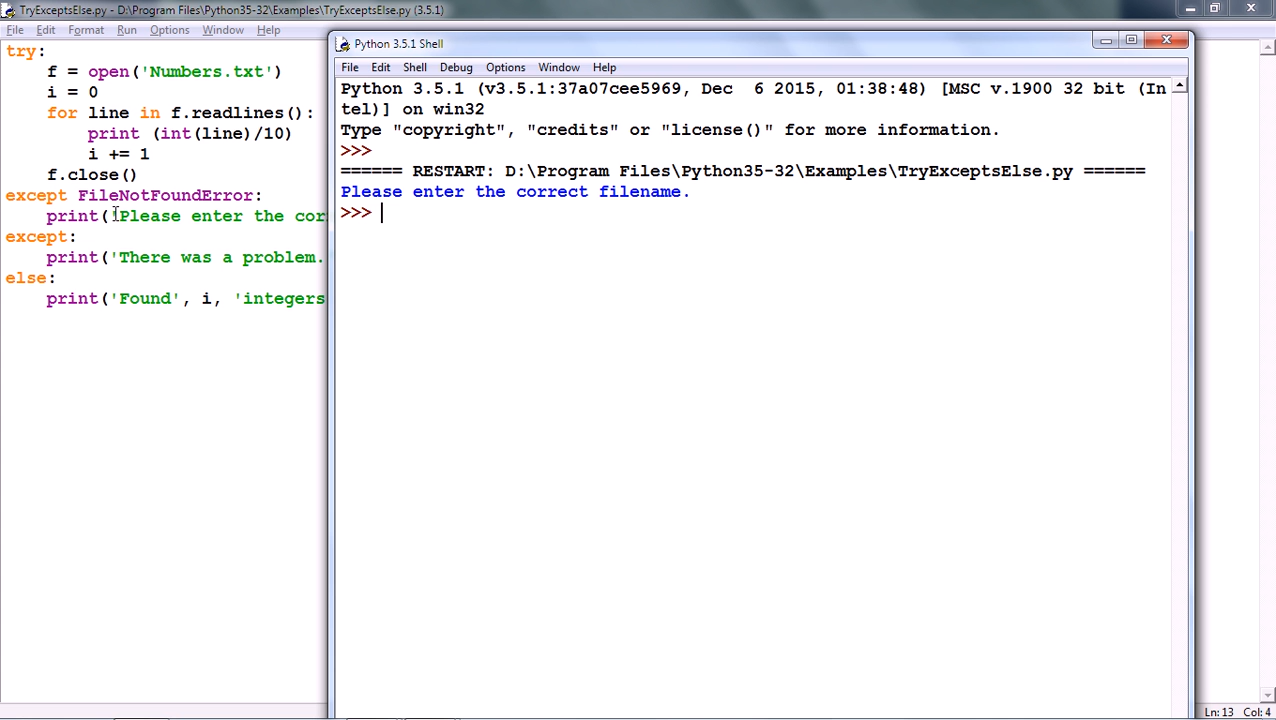 TryExceptsElse.py - D:\Program Files\Python35-32\Examples\TryExceptsElse.py (3.5.1)
File Edit Format Run Options Window Help
try:
    f = open('Numbers.txt')
    i = 0
    for line in f.readlines():
        print (int(line)/10)
        i += 1
    f.close()
except FileNotFoundError:
    print('Please enter the cor
except:
    print('There was a problem.
else:
    print('Found', i, 'integers
Python 3.5.1 Shell
File Edit Shell Debug Options Window Help
Python 3.5.1 (v3.5.1:37a07cee5969, Dec  6 2015, 01:38:48) [MSC v.1900 32 bit (In
tel)] on win32
Type "copyright", "credits" or "license()" for more information.
>>>
====== RESTART: D:\Program Files\Python35-32\Examples\TryExceptsElse.py ======
Please enter the correct filename.
>>>
Ln: 13 Col: 4